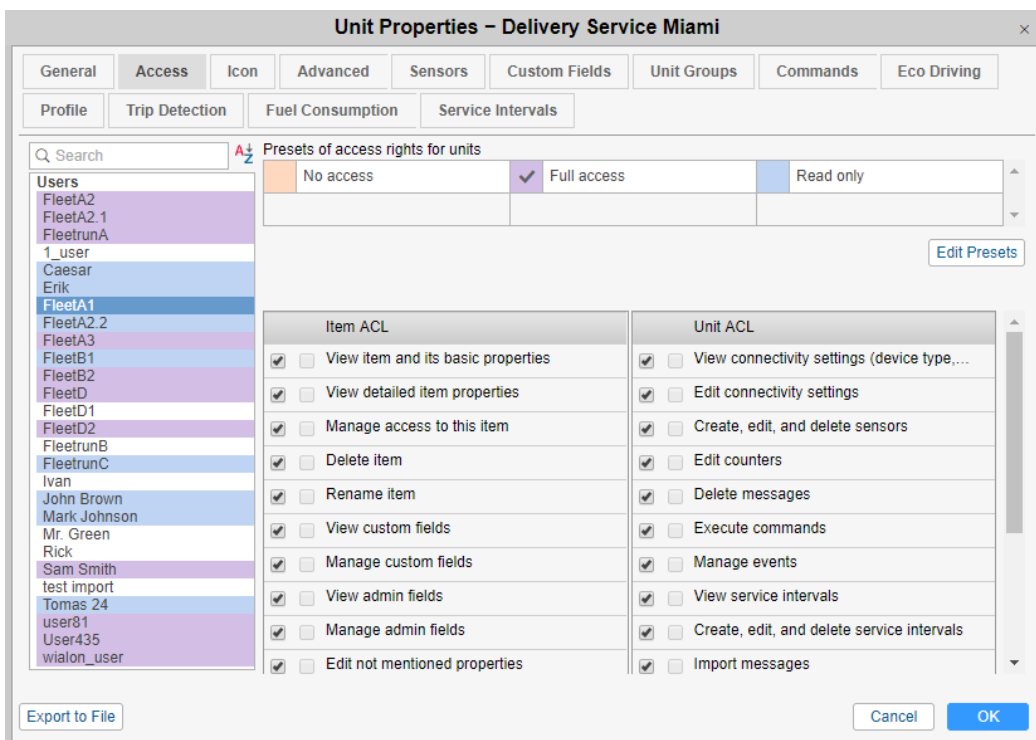 Unit Properties – Delivery Service Miami
General Access Icon Advanced Sensors Custom Fields Unit Groups Commands Eco Driving
Profile Trip Detection Fuel Consumption Service Intervals
Search
Users
FleetA2
FleetA2.1
FleetrunA
1_user
Caesar
Erik
FleetA1
FleetA2.2
FleetA3
FleetB1
FleetB2
FleetD
FleetD1
FleetD2
FleetrunB
FleetrunC
Ivan
John Brown
Mark Johnson
Mr. Green
Rick
Sam Smith
test import
Tomas 24
user81
User435
wialon_user
AZ
Presets of access rights for units
No access Full access Read only
Edit Presets
Item ACL
View item and its basic properties
View detailed item properties
Manage access to this item
Delete item
Rename item
View custom fields
Manage custom fields
View admin fields
Manage admin fields
Edit not mentioned properties
Unit ACL
View connectivity settings (device type,...
Edit connectivity settings
Create, edit, and delete sensors
Edit counters
Delete messages
Execute commands
Manage events
View service intervals
Create, edit, and delete service intervals
Import messages
Export to File
Cancel OK